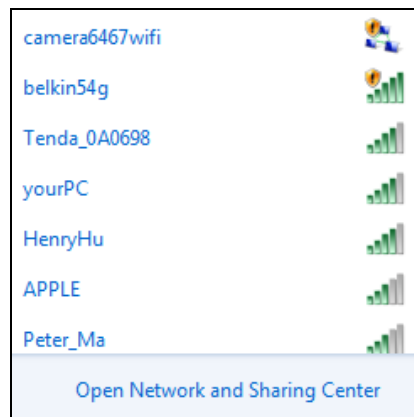 camera6467wifi
belkin54g
Tenda_0A0698
yourPC
HenryHu
APPLE
Peter_Ma
Open Network and Sharing Center